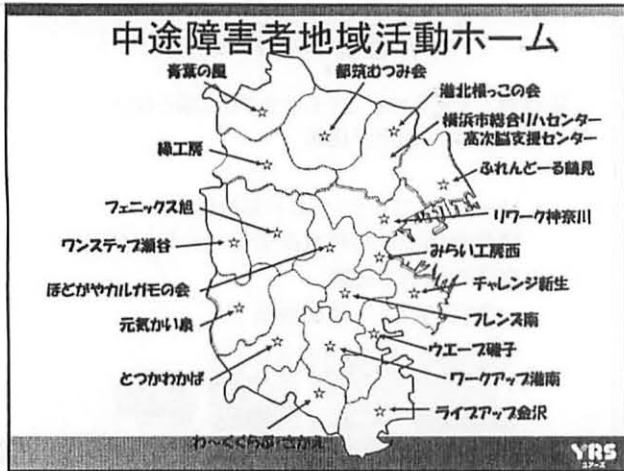 中途障害者地域活動ホーム
青葉の風
都筑むつみ会
港北根っこの会
横浜市総合リハセンター
高次脳支援センター
緑工房
ふれんどーる鶴見
フェニックス旭
リワーク神奈川
ワンステップ瀬谷
みらい工房西
ほどがやカルガモの会
チャレンジ新生
元気かい泉
フレンズ南
ウエーブ磯子
とつかわかば
ワークアップ港南
ライブアップ金沢
わ〜くくらぶ・さかえ
YRS
ユアーズ